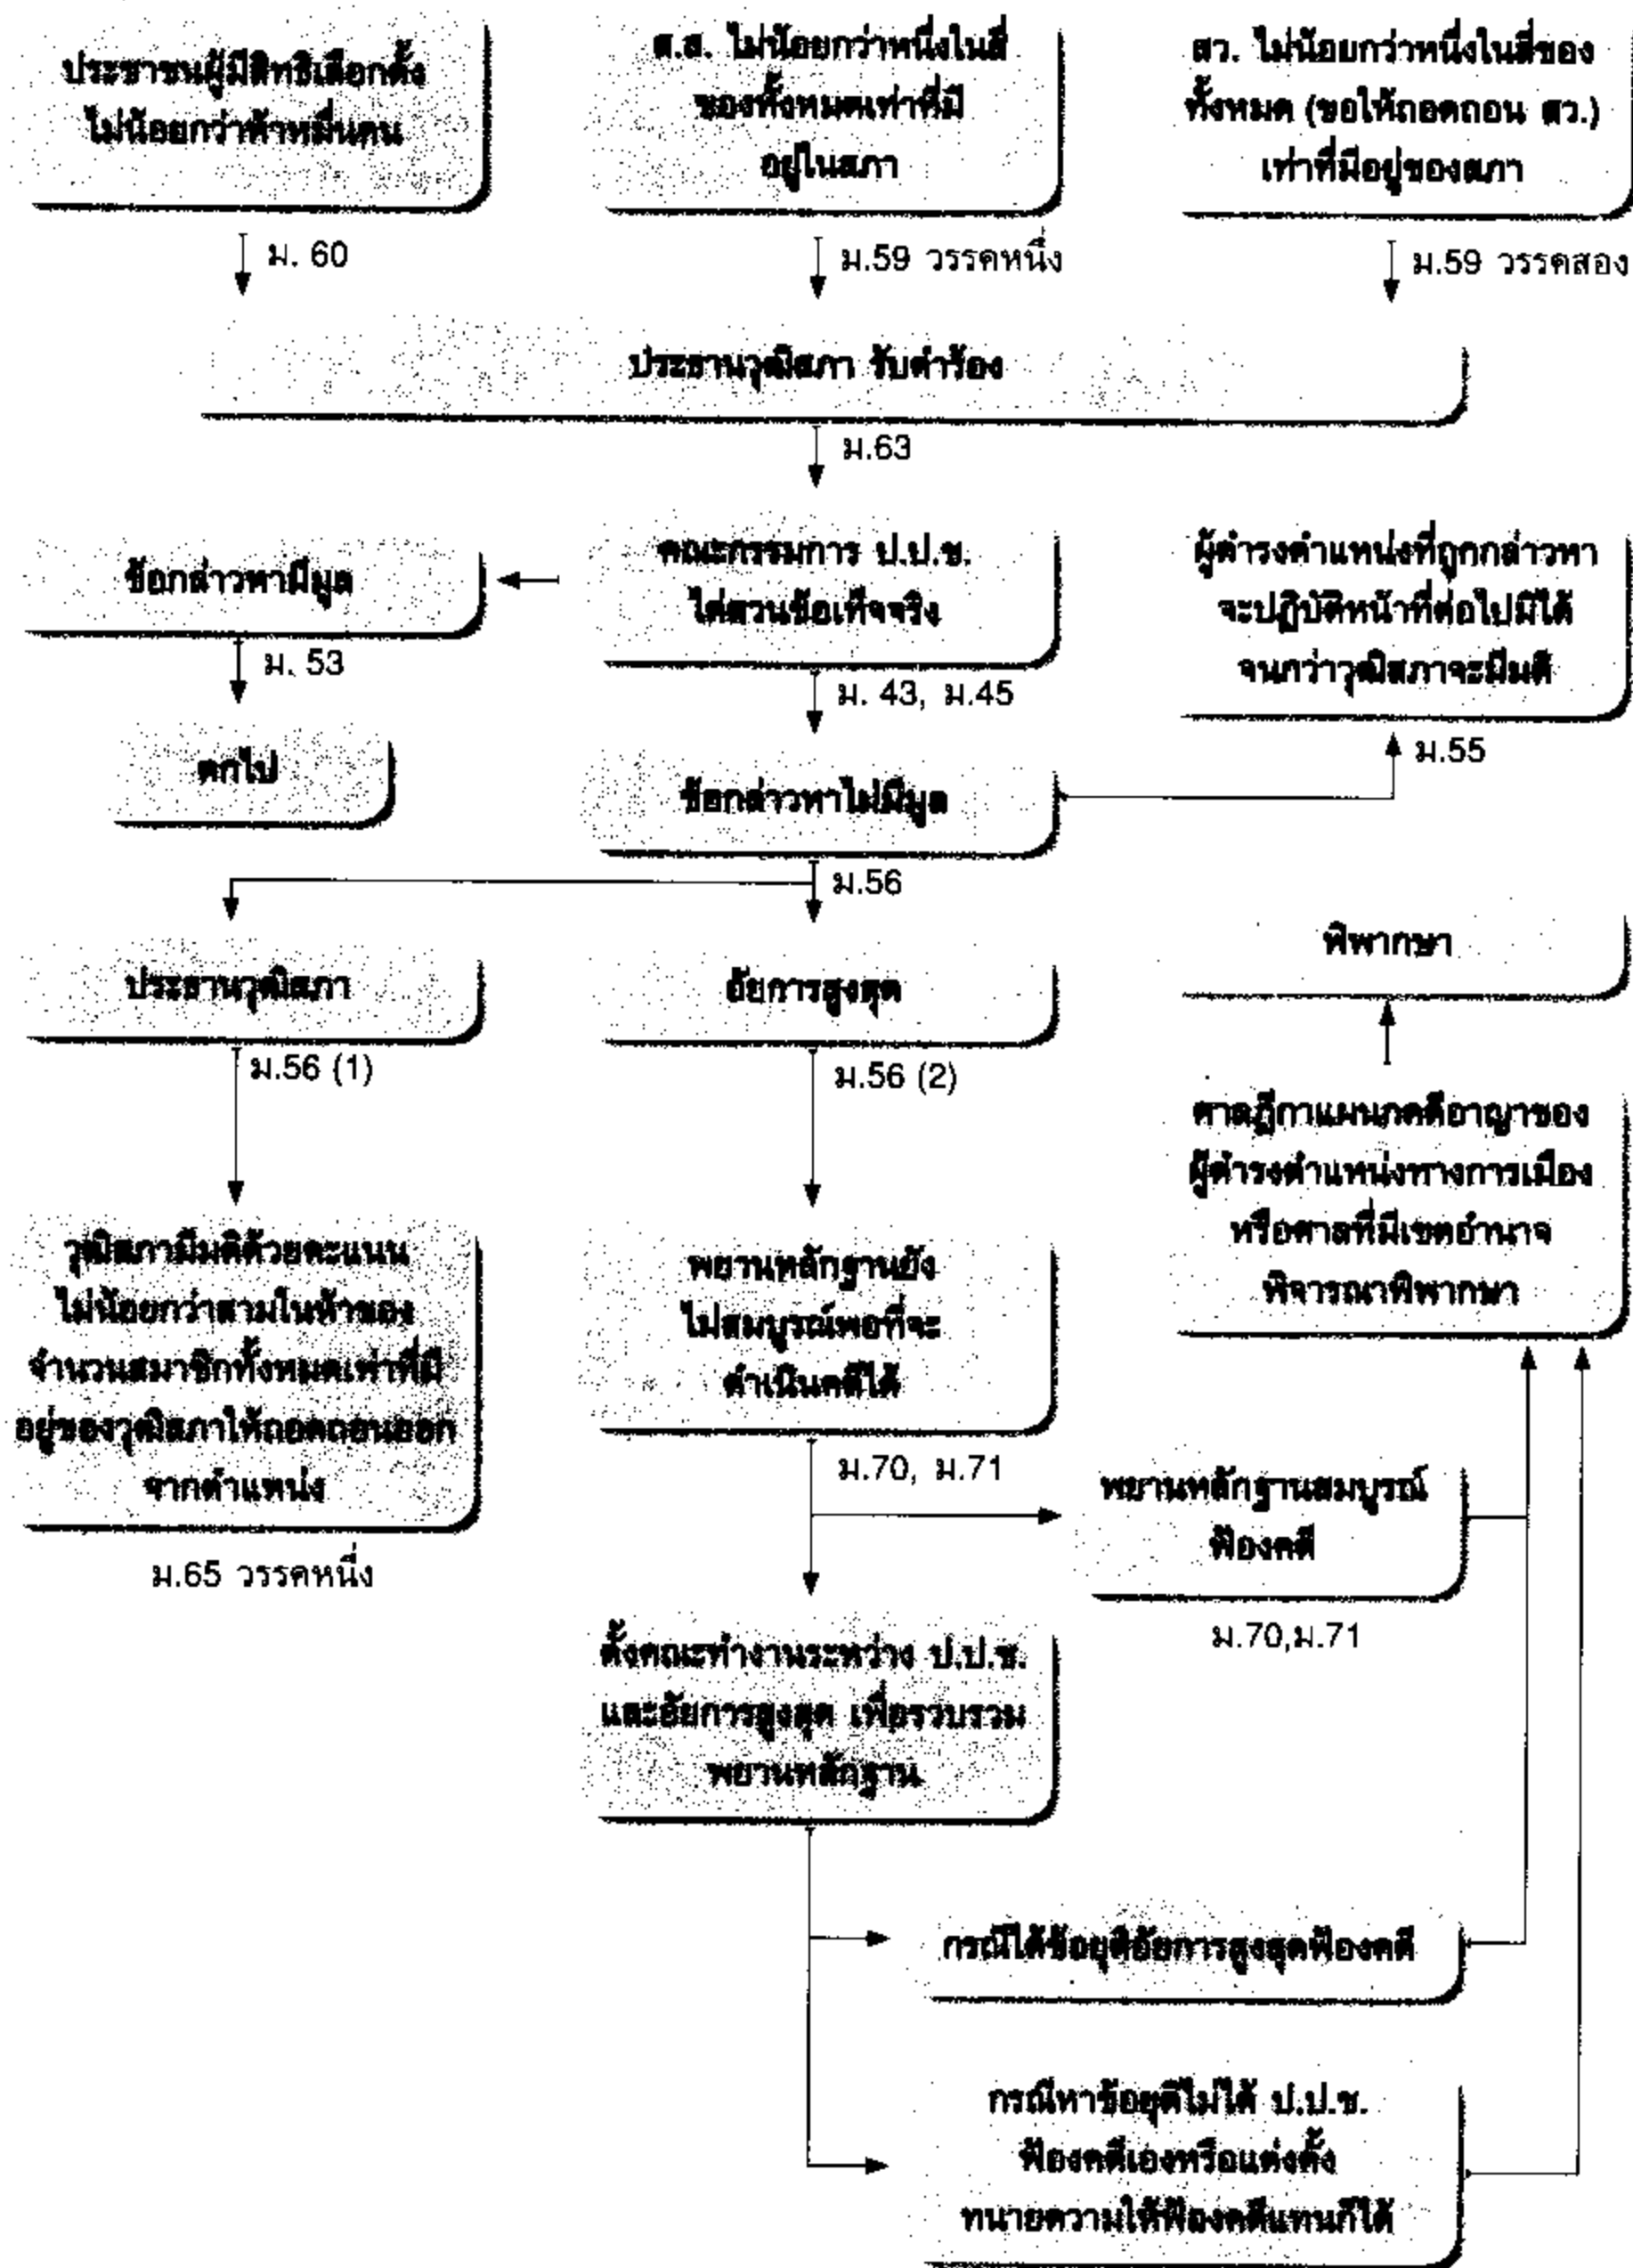 ประชาชนผู้มีสิทธิเลือกตั้ง
ไม่น้อยกว่าห้าหมื่นคน
ส.ส. ไม่น้อยกว่าหนึ่งในสี่
ของทั้งหมดเท่าที่มี
อยู่ในสภา
สว. ไม่น้อยกว่าหนึ่งในสี่ของ
ทั้งหมด (ขอให้ถอดถอน สว.)
เท่าที่มีอยู่ของสภา
ม. 60
ม.59 วรรคหนึ่ง
ม.59 วรรคสอง
ประธานวุฒิสภา รับคำร้อง
ม.63
ข้อกล่าวหามีมูล
คณะกรรมการ ป.ป.ช.
ไต่สวนข้อเท็จจริง
ผู้ดำรงตำแหน่งที่ถูกกล่าวหา
จะปฏิบัติหน้าที่ต่อไปมิได้
จนกว่าวุฒิสภาจะมีมติ
ม. 53
ม. 43, ม.45
ม.55
ตกไป
ข้อกล่าวหาไม่มีมูล
ม.56
ประธานวุฒิสภา
อัยการสูงสุด
พิพากษา
ม.56 (1)
ม.56 (2)
ศาลฎีกาแผนกคดีอาญาของ
ผู้ดำรงตำแหน่งทางการเมือง
หรือศาลที่มีเขตอำนาจ
พิจารณาพิพากษา
วุฒิสภามีมติด้วยคะแนน
ไม่น้อยกว่าสามในห้าของ
จำนวนสมาชิกทั้งหมดเท่าที่มี
อยู่ของวุฒิสภาให้ถอดถอนออก
จากตำแหน่ง
ม.65 วรรคหนึ่ง
พยานหลักฐานยัง
ไม่สมบูรณ์พอที่จะ
ดำเนินคดีได้
ม.70, ม.71
พยานหลักฐานสมบูรณ์
ฟ้องคดี
ม.70,ม.71
ตั้งคณะทำงานระหว่าง ป.ป.ช.
และอัยการสูงสุด เพื่อรวบรวม
พยานหลักฐาน
กรณีได้ข้อยุติอัยการสูงสุดฟ้องคดี
กรณีหาข้อยุติไม่ได้ ป.ป.ช.
ฟ้องคดีเองหรือแต่งตั้ง
ทนายความให้ฟ้องคดีแทนก็ได้